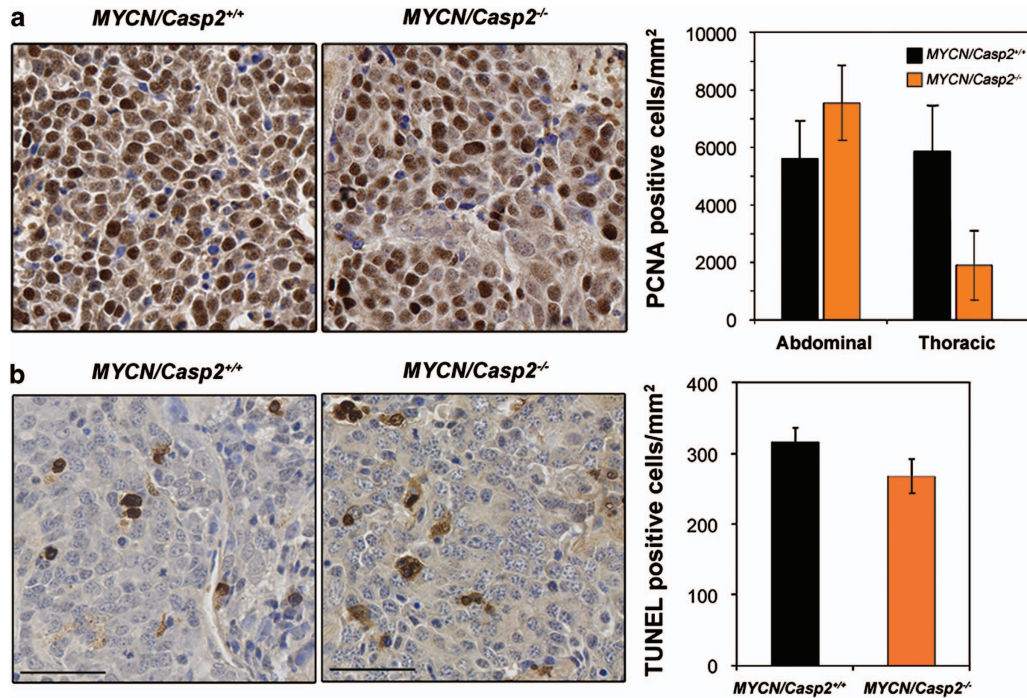 a
MYCN/Casp2+/+
MYCN/Casp2-/-
PCNA positive cells/mm²
10000
8000
6000
4000
2000
0
MYCN/Casp2+/+
MYCN/Casp2-/-
Abdominal
Thoracic
b
MYCN/Casp2+/+
MYCN/Casp2-/-
TUNEL positive cells/mm²
400
300
200
100
0
MYCN/Casp2+/+
MYCN/Casp2-/-